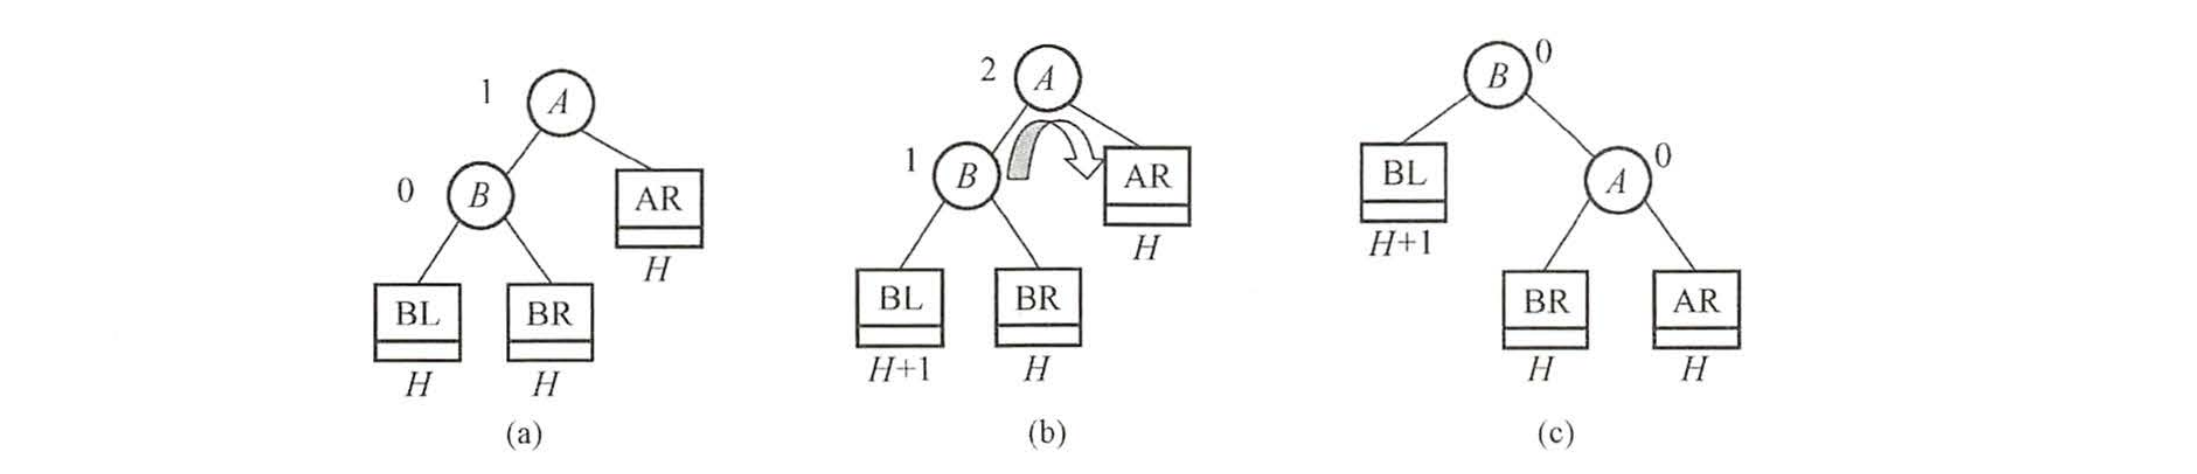 1 A
0 B AR
H
BL BR
H H
(a)
2 A
1 B AR
H
BL BR
H+1 H
(b)
B 0
BL A 0
H+1
BR AR
H H
(c)